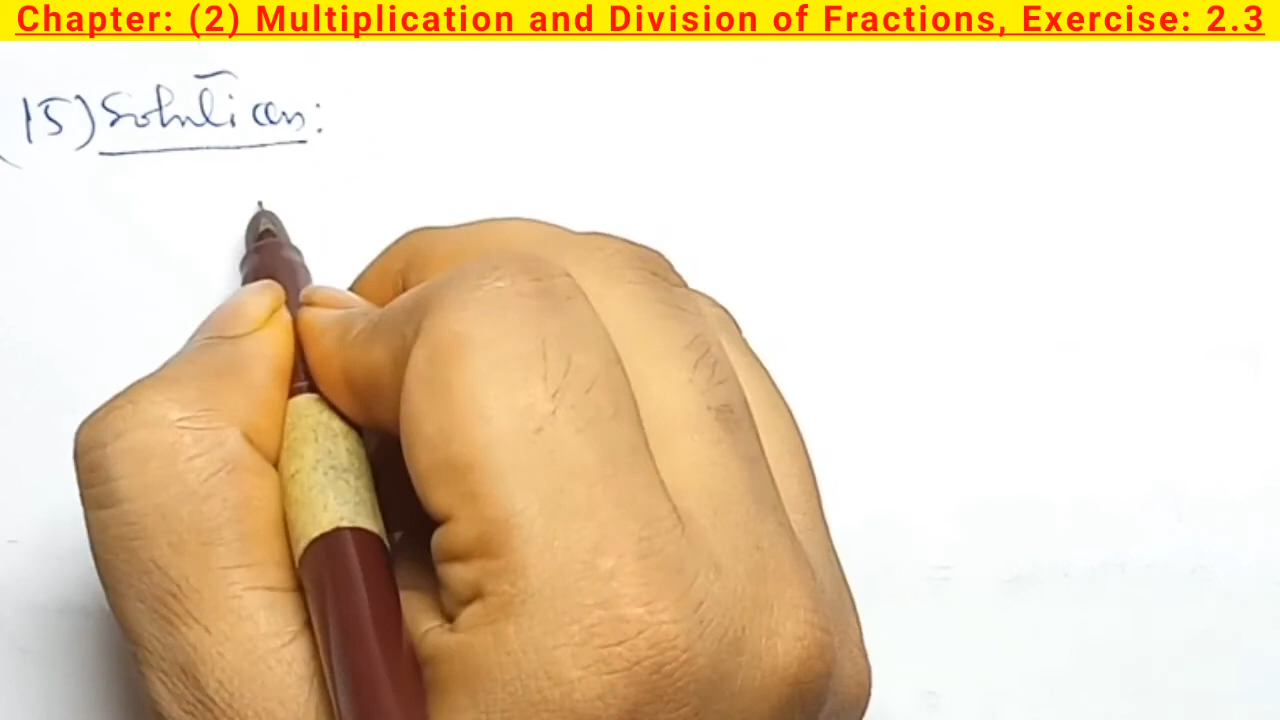 Chapter: (2) Multiplication and Division of Fractions, Exercise: 2.3
(15) Solution: